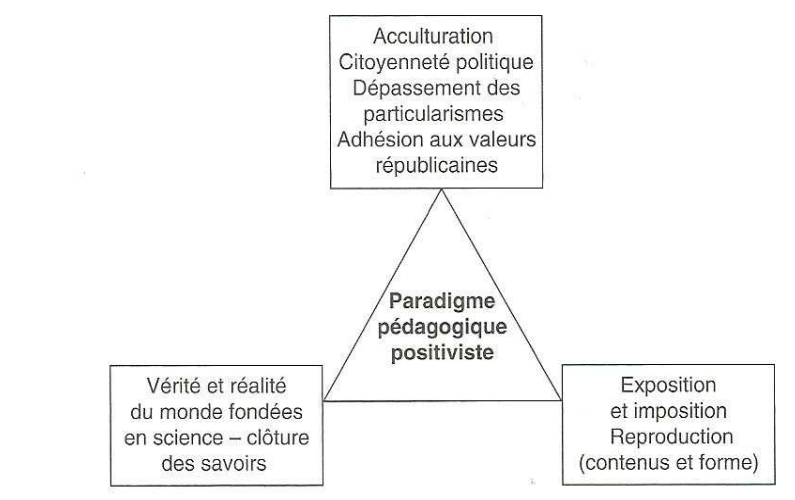 Acculturation
Citoyenneté politique
Dépassement des
particularismes
Adhésion aux valeurs
républicaines
Paradigme
pédagogique
positiviste
Vérité et réalité
du monde fondées
en science – clôture
des savoirs
Exposition
et imposition
Reproduction
(contenus et forme)